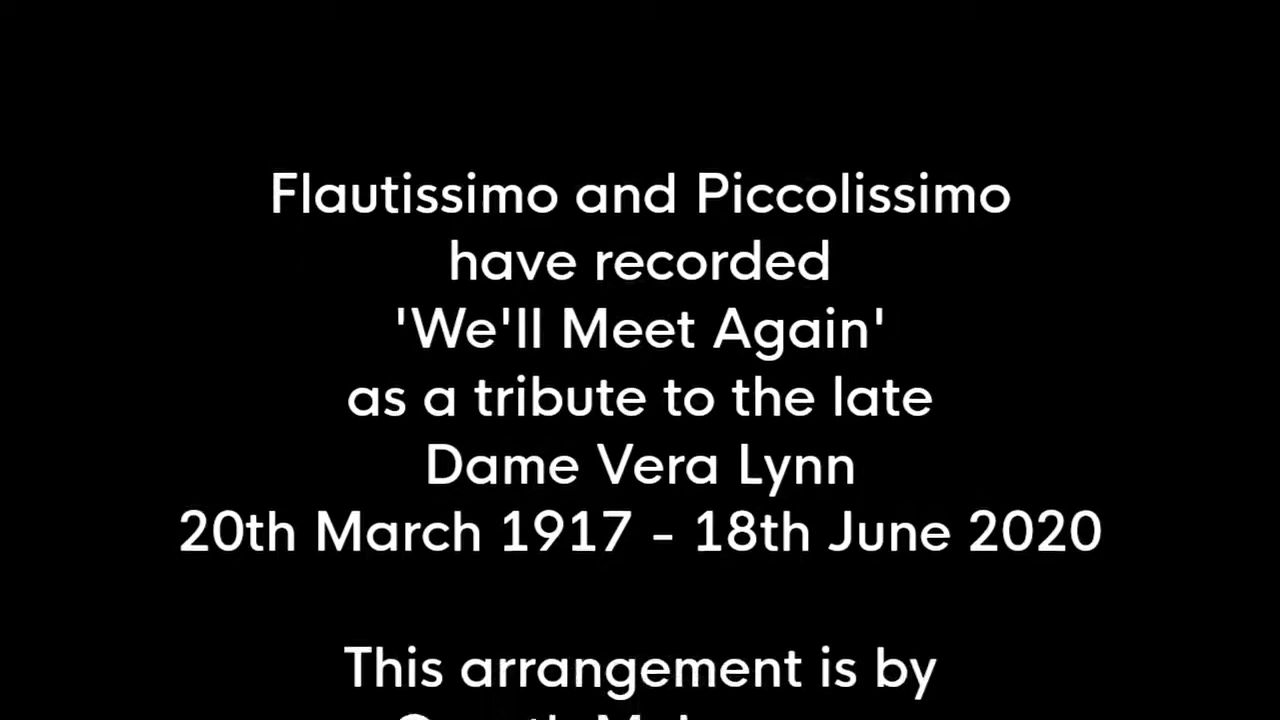 Flautissimo and Piccolissimo
have recorded
'We'll Meet Again'
as a tribute to the late
Dame Vera Lynn
20th March 1917 - 18th June 2020
This arrangement is by